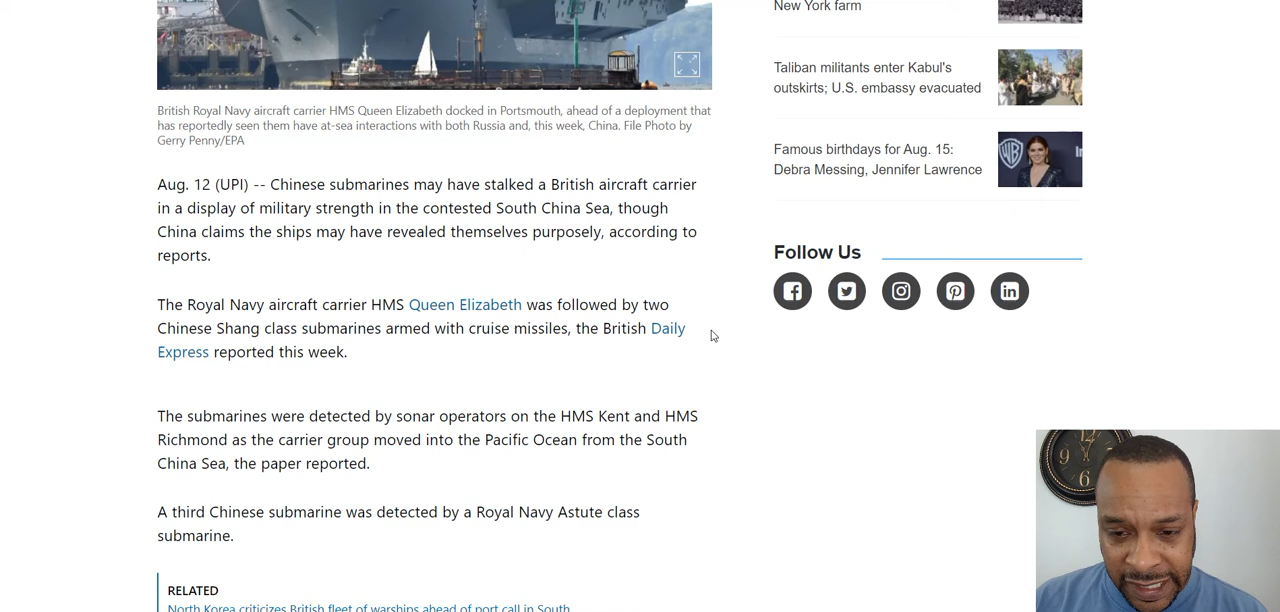 British Royal Navy aircraft carrier HMS Queen Elizabeth docked in Portsmouth, ahead of a deployment that
has reportedly seen them have at-sea interactions with both Russia and, this week, China. File Photo by
Gerry Penny/EPA
Aug. 12 (UPI) -- Chinese submarines may have stalked a British aircraft carrier
in a display of military strength in the contested South China Sea, though
China claims the ships may have revealed themselves purposely, according to
reports.
The Royal Navy aircraft carrier HMS Queen Elizabeth was followed by two
Chinese Shang class submarines armed with cruise missiles, the British Daily
Express reported this week.
The submarines were detected by sonar operators on the HMS Kent and HMS
Richmond as the carrier group moved into the Pacific Ocean from the South
China Sea, the paper reported.
A third Chinese submarine was detected by a Royal Navy Astute class
submarine.
RELATED
North Korea criticizes British fleet of warships ahead of port call in South
New York farm
Taliban militants enter Kabul's
outskirts; U.S. embassy evacuated
Famous birthdays for Aug. 15:
Debra Messing, Jennifer Lawrence
WB
In
Follow Us
in
12
9
6